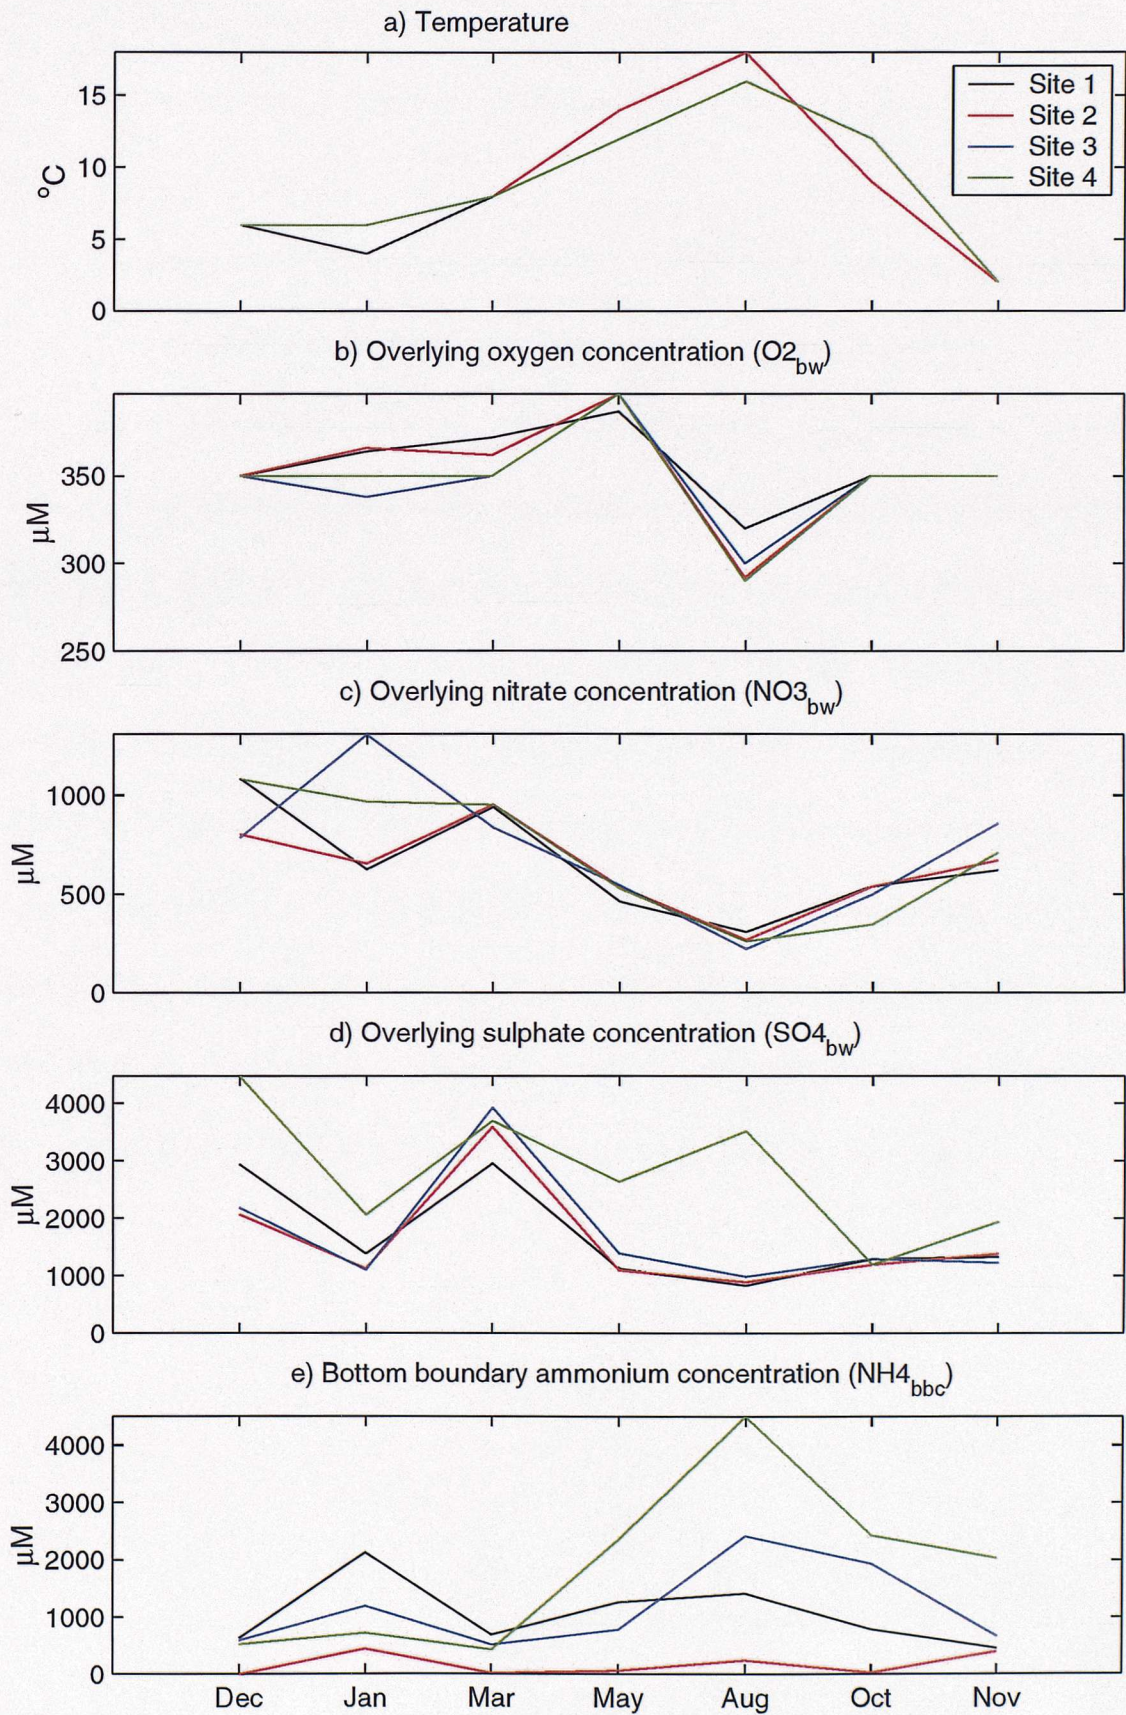 a) Temperature
15
10
5
0
°C
Site 1
Site 2
Site 3
Site 4
b) Overlying oxygen concentration (O2bw)
350
300
250
µM
c) Overlying nitrate concentration (NO3bw)
1000
500
0
µM
d) Overlying sulphate concentration (SO4bw)
4000
3000
2000
1000
0
µM
e) Bottom boundary ammonium concentration (NH4bbc)
4000
3000
2000
1000
0
µM
Dec Jan Mar May Aug Oct Nov